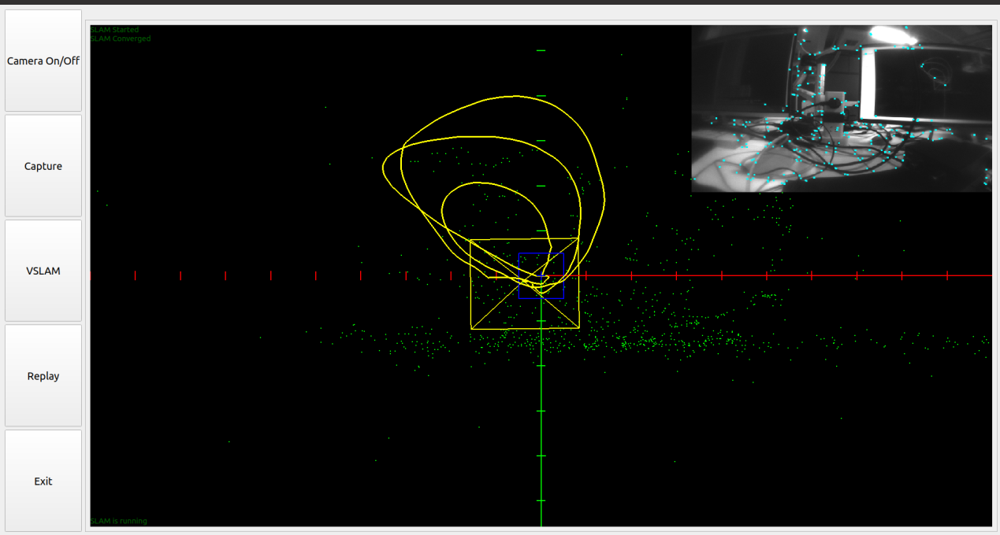 Camera On/Off
Capture
VSLAM
Replay
Exit
SLAM Started
SLAM Converged
SLAM is running